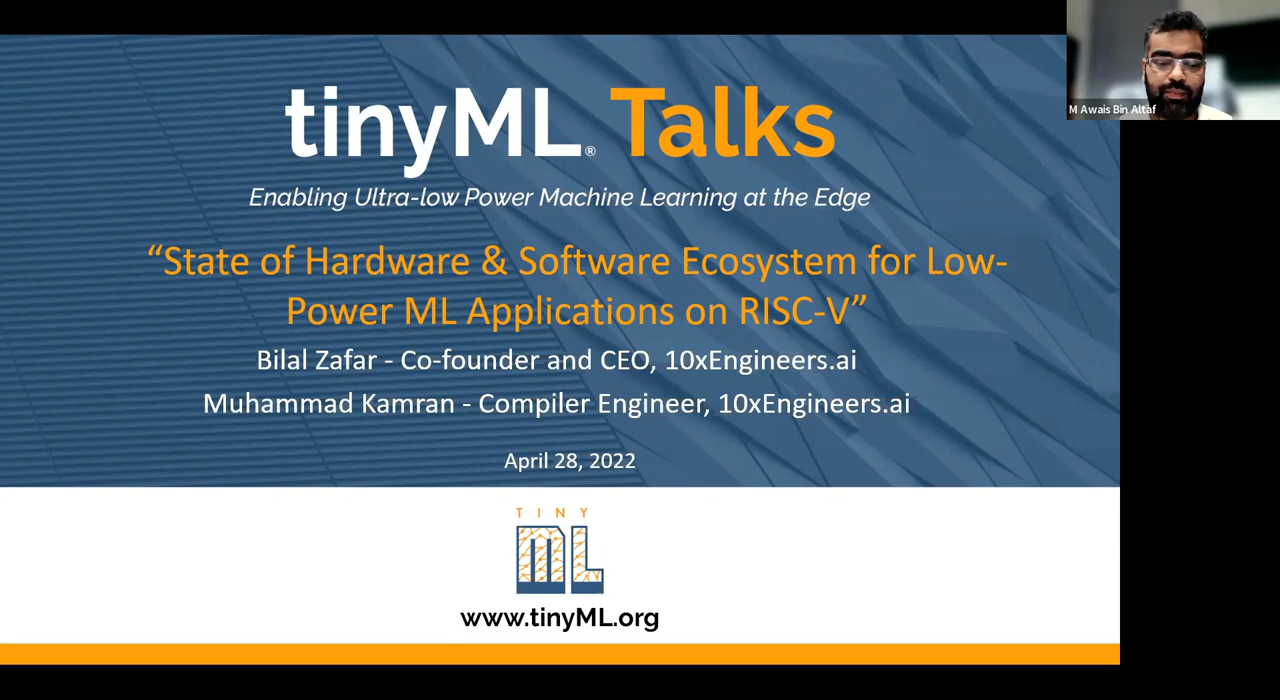 M Awais Bin Altaf
tinyML® Talks
Enabling Ultra-low Power Machine Learning at the Edge
“State of Hardware & Software Ecosystem for Low-
Power ML Applications on RISC-V”
Bilal Zafar - Co-founder and CEO, 10xEngineers.ai
Muhammad Kamran - Compiler Engineer, 10xEngineers.ai
April 28, 2022
TINY
ML
www.tinyML.org